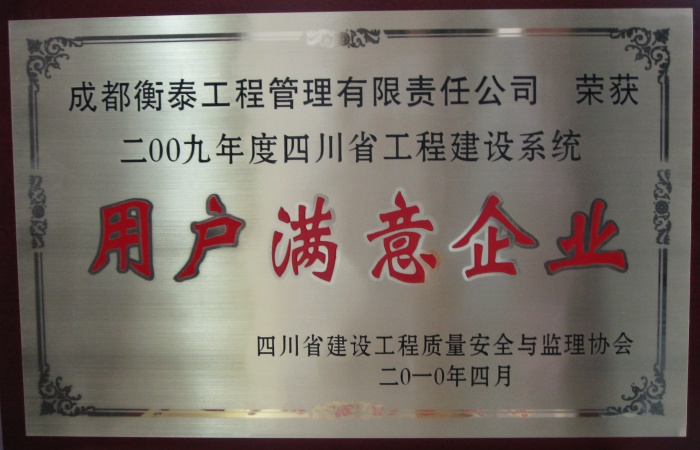 成都衡泰工程管理有限责任公司 荣获
二00九年度四川省工程建设系统
用户满意企业
四川省建设工程质量安全与监理协会
二0一0年四月